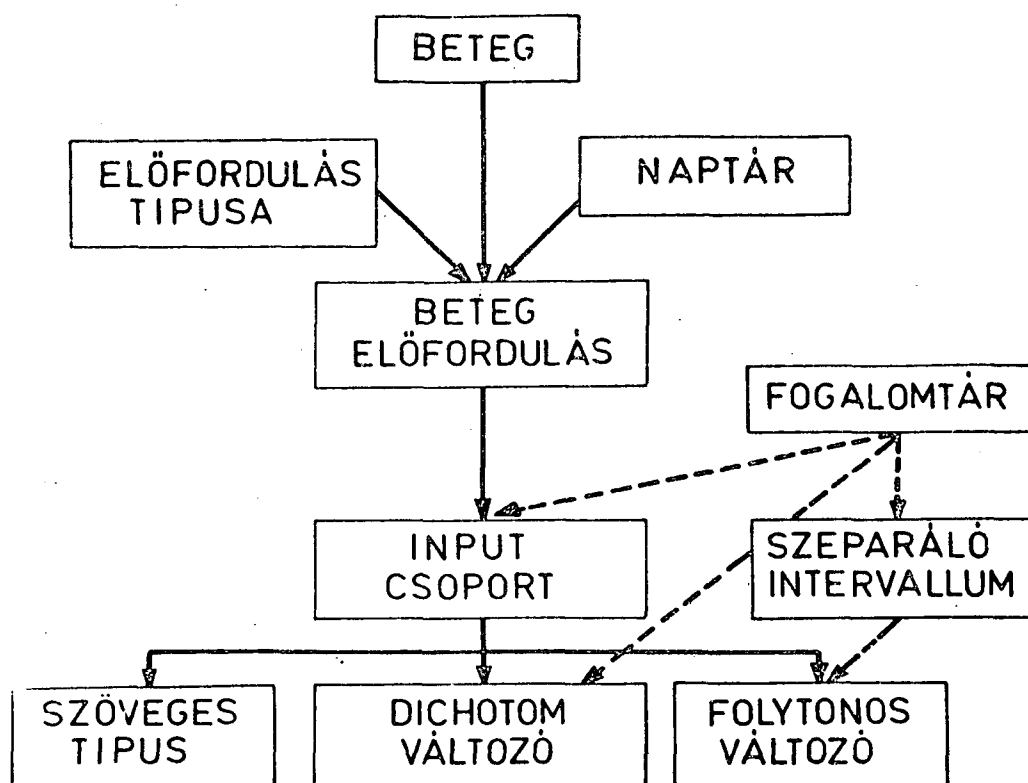 BETEG
ELŐFORDULÁS
TIPUSA
NAPTÁR
BETEG
ELŐFORDULÁS
FOGALOMTÁR
INPUT
CSOPORT
SZEPARÁLÓ
INTERVALLUM
SZÖVEGES
TIPUS
DICHOTOM
VÁLTOZÓ
FOLYTONOS
VÁLTOZÓ